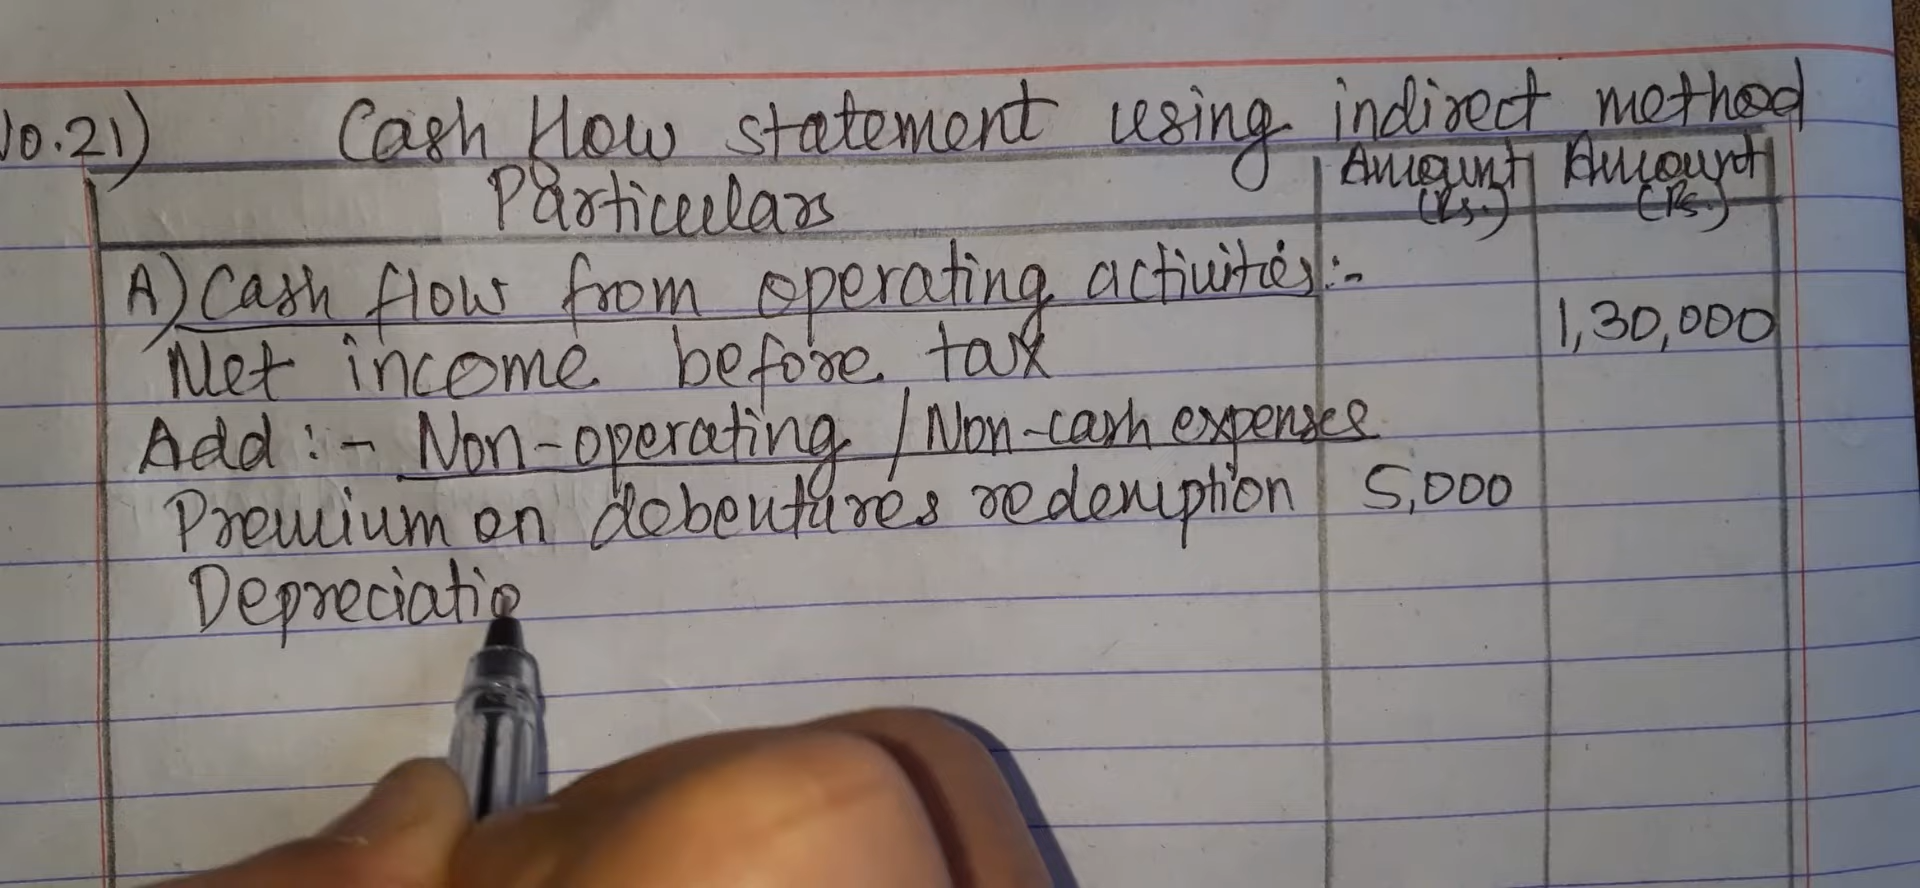 10.21) Cash flow statement using indirect method
Particulars Amount (Rs.) Amount (Rs.)
A) Cash flow from operating activities:-
Net income before tax 1,30,000
Add :- Non-operating / Non-cash expenses
Premium on debentures redemption 5,000
Depreciatio